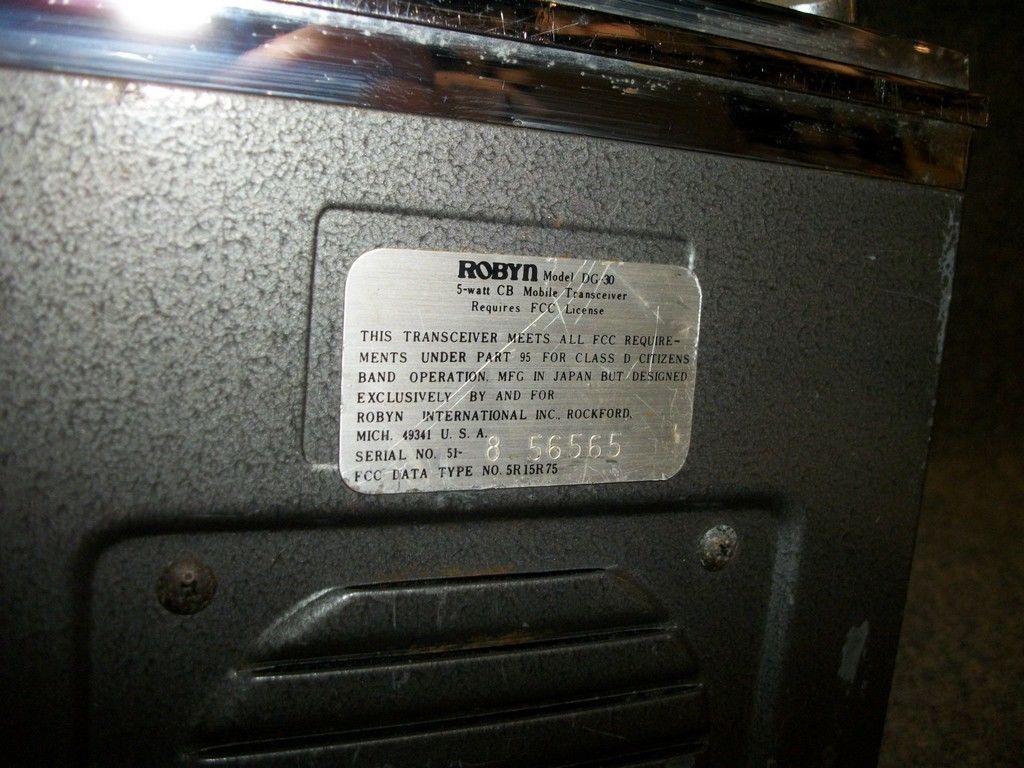 ROBYN Model DG-30
5-watt CB Mobile Transceiver
Requires FCC License
THIS TRANSCEIVER MEETS ALL FCC REQUIRE-
MENTS UNDER PART 95 FOR CLASS D CITIZENS
BAND OPERATION. MFG IN JAPAN BUT DESIGNED
EXCLUSIVELY BY AND FOR
ROBYN INTERNATIONAL INC., ROCKFORD,
MICH. 49341 U. S. A.
SERIAL NO. 51- 8 56565
FCC DATA TYPE NO. 5R15R75